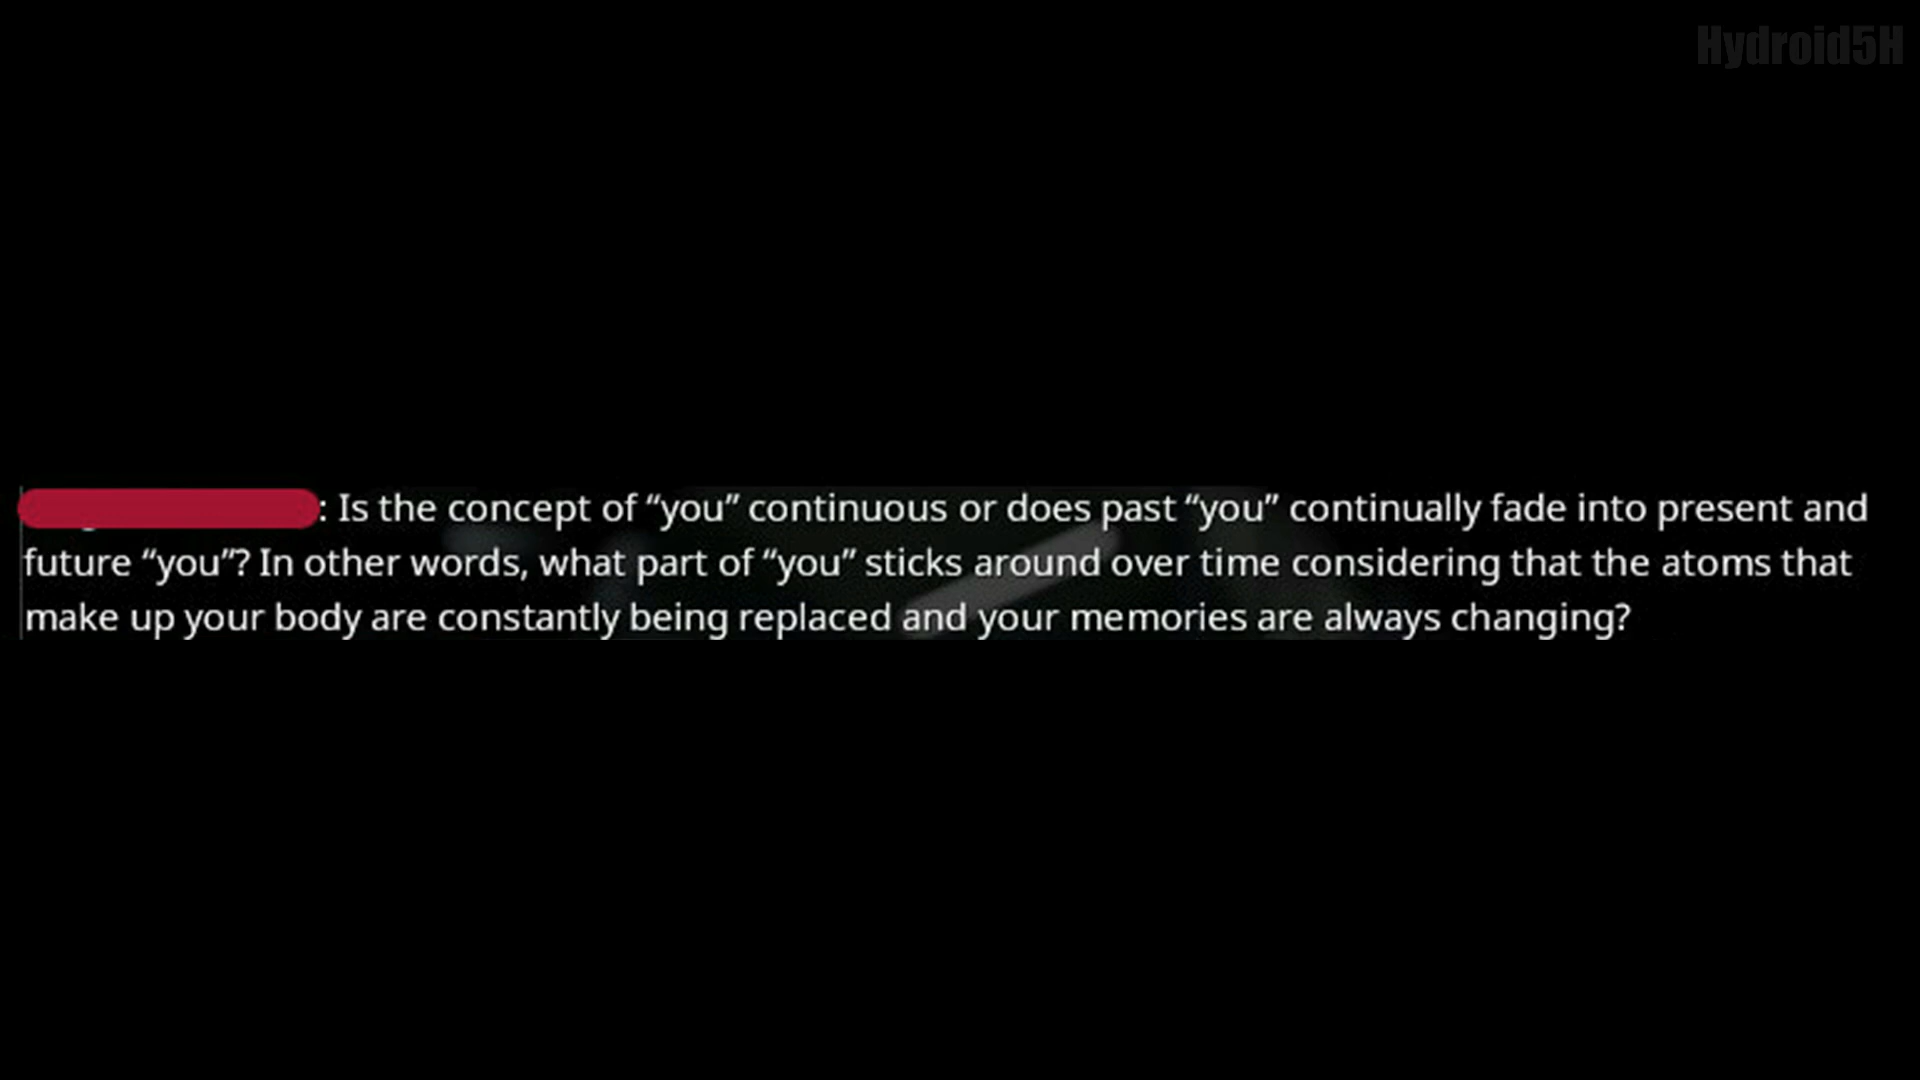 Hydroid5H
: Is the concept of “you” continuous or does past “you” continually fade into present and
future “you”? In other words, what part of “you” sticks around over time considering that the atoms that
make up your body are constantly being replaced and your memories are always changing?